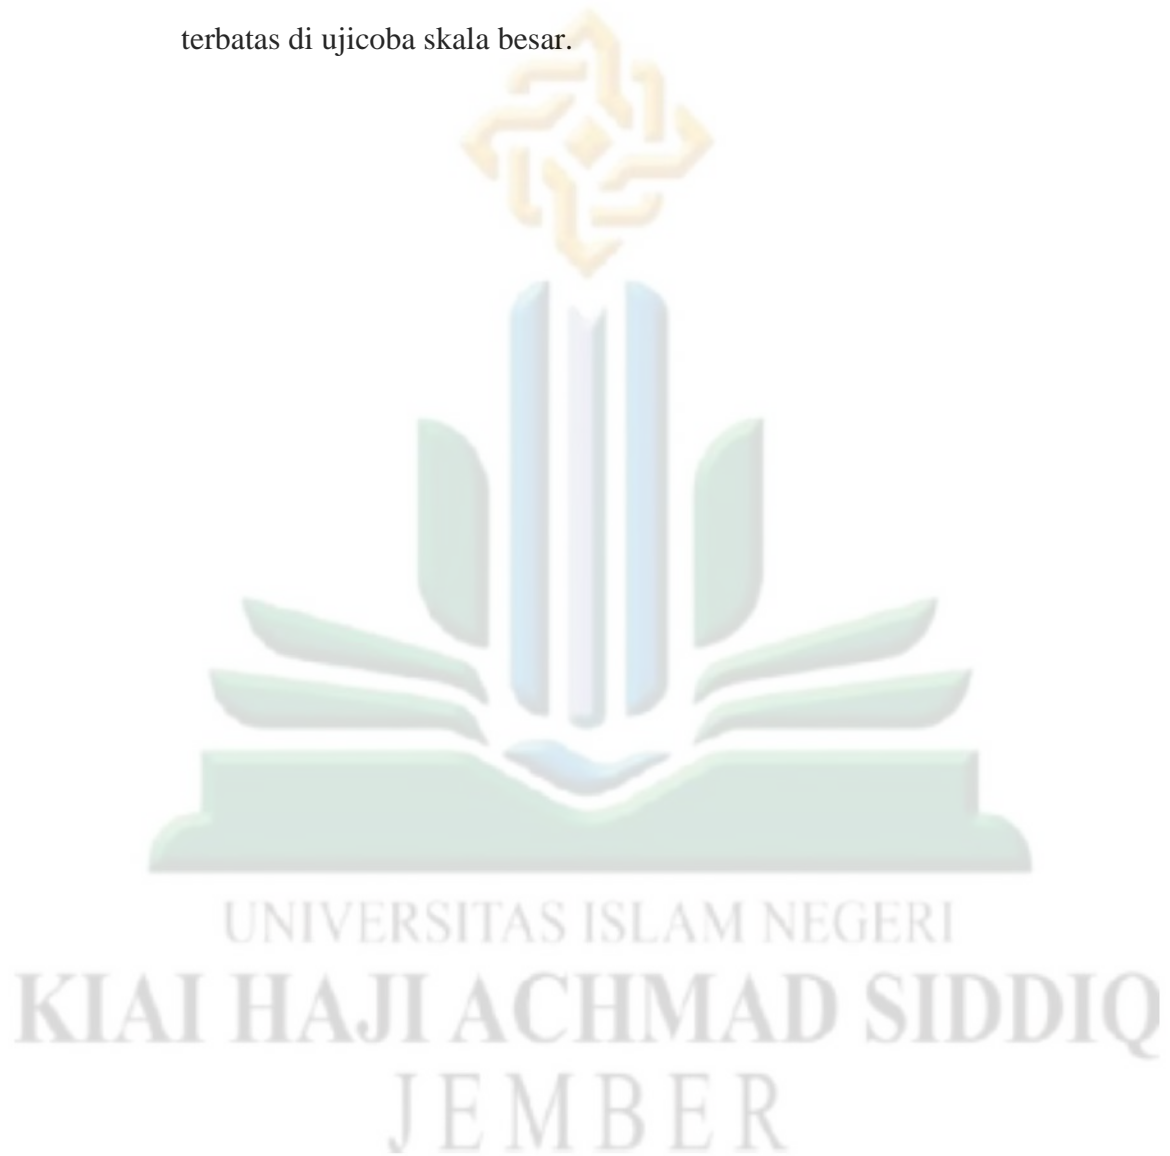 terbatas di ujicoba skala besar.
UNIVERSITAS ISLAM NEGERI
KIAI HAJI ACHMAD SIDDIQ
JEMBER